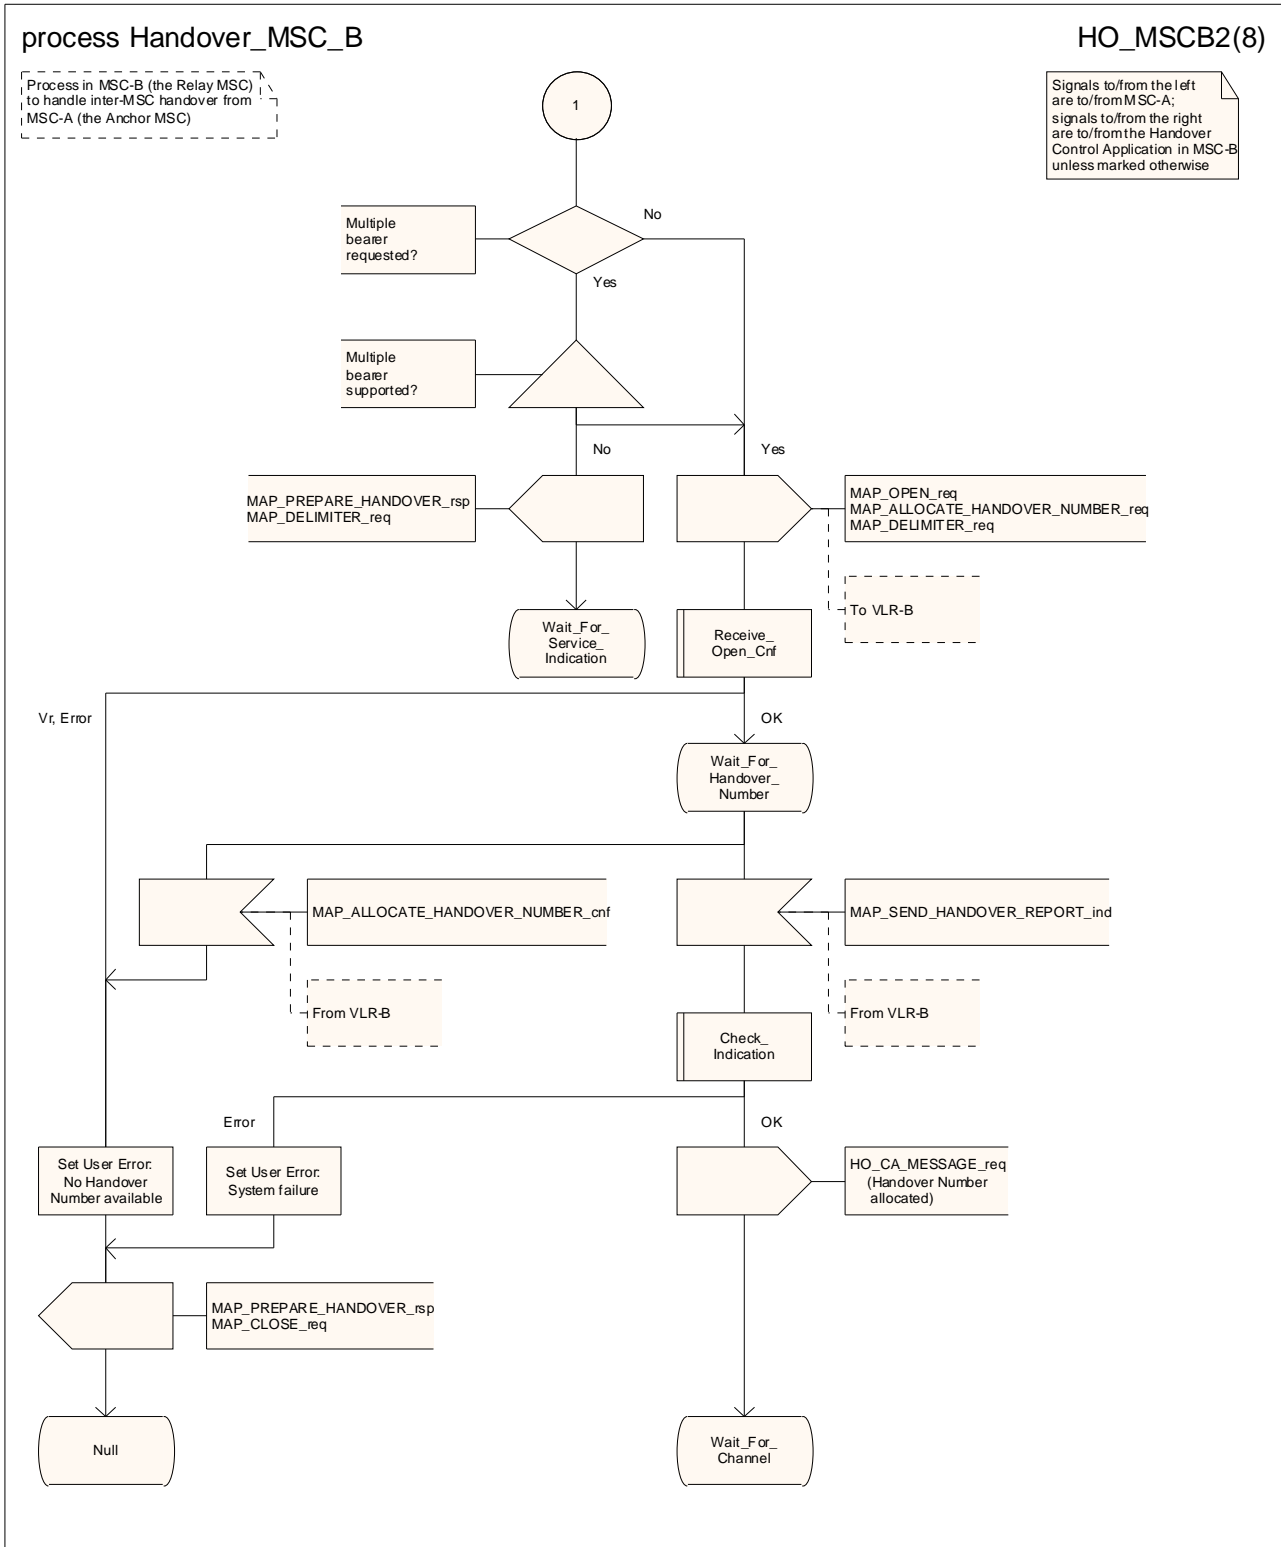 process Handover_MSC_B
HO_MSCB2(8)
Process in MSC-B (the Relay MSC)
to handle inter-MSC handover from
MSC-A (the Anchor MSC)
1
Signals to/from the left
are to/from MSC-A;
signals to/from the right
are to/from the Handover
Control Application in MSC-B
unless marked otherwise
Multiple
bearer
requested?
No
Yes
Multiple
bearer
supported?
No
Yes
MAP_PREPARE_HANDOVER_rsp
MAP_DELIMITER_req
MAP_OPEN_req
MAP_ALLOCATE_HANDOVER_NUMBER_req
MAP_DELIMITER_req
To VLR-B
Wait_For_
Service_
Indication
Receive_
Open_Cnf
Vr, Error
OK
Wait_For_
Handover_
Number
MAP_ALLOCATE_HANDOVER_NUMBER_cnf
MAP_SEND_HANDOVER_REPORT_ind
From VLR-B
From VLR-B
Check_
Indication
Error
OK
Set User Error:
No Handover
Number available
Set User Error:
System failure
HO_CA_MESSAGE_req
(Handover Number
allocated)
MAP_PREPARE_HANDOVER_rsp
MAP_CLOSE_req
Null
Wait_For_
Channel